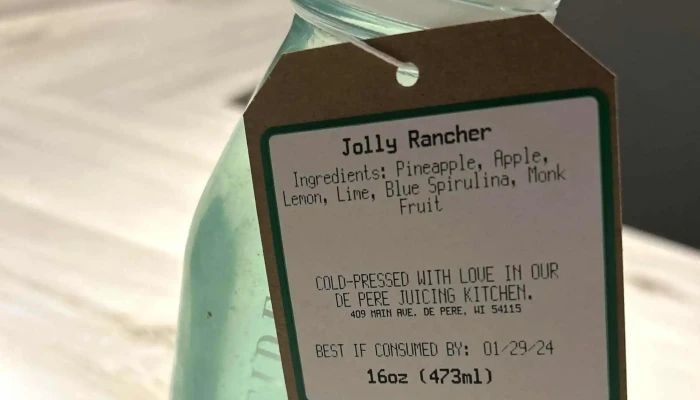 Jolly Rancher
Ingredients: Pineapple, Apple,
Lemon, Lime, Blue Spirulina, Monk
Fruit
COLD-PRESSED WITH LOVE IN OUR
DE PERE JUICING KITCHEN.
409 MAIN AVE. DE PERE, WI 54115
BEST IF CONSUMED BY: 01/29/24
16oz (473ml)